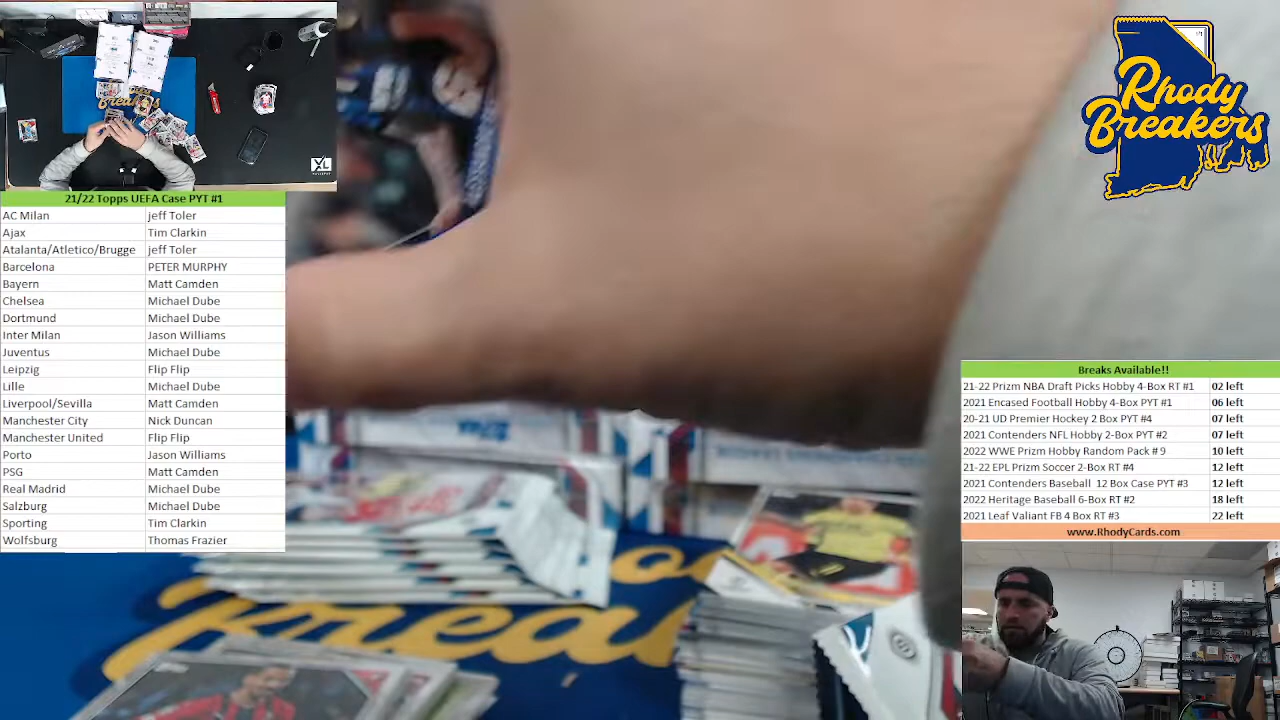 Rhody
Breakers
21/22 Topps UEFA Case PYT #1
AC Milan jeff Toler
Ajax Tim Clarkin
Atalanta/Atletico/Brugge jeff Toler
Barcelona PETER MURPHY
Bayern Matt Camden
Chelsea Michael Dube
Dortmund Michael Dube
Inter Milan Jason Williams
Juventus Michael Dube
Leipzig Flip Flip
Lille Michael Dube
Liverpool/Sevilla Matt Camden
Manchester City Nick Duncan
Manchester United Flip Flip
Porto Jason Williams
PSG Matt Camden
Real Madrid Michael Dube
Salzburg Michael Dube
Sporting Tim Clarkin
Wolfsburg Thomas Frazier
Breaks Available!!
21-22 Prizm NBA Draft Picks Hobby 4-Box RT #1 02 left
2021 Encased Football Hobby 4-Box PYT #1 06 left
20-21 UD Premier Hockey 2 Box PYT #4 07 left
2021 Contenders NFL Hobby 2-Box PYT #2 07 left
2022 WWE Prizm Hobby Random Pack # 9 10 left
21-22 EPL Prizm Soccer 2-Box RT #4 12 left
2021 Contenders Baseball 12 Box Case PYT #3 12 left
2022 Heritage Baseball 6-Box RT #2 18 left
2021 Leaf Valiant FB 4 Box RT #3 22 left
www.RhodyCards.com